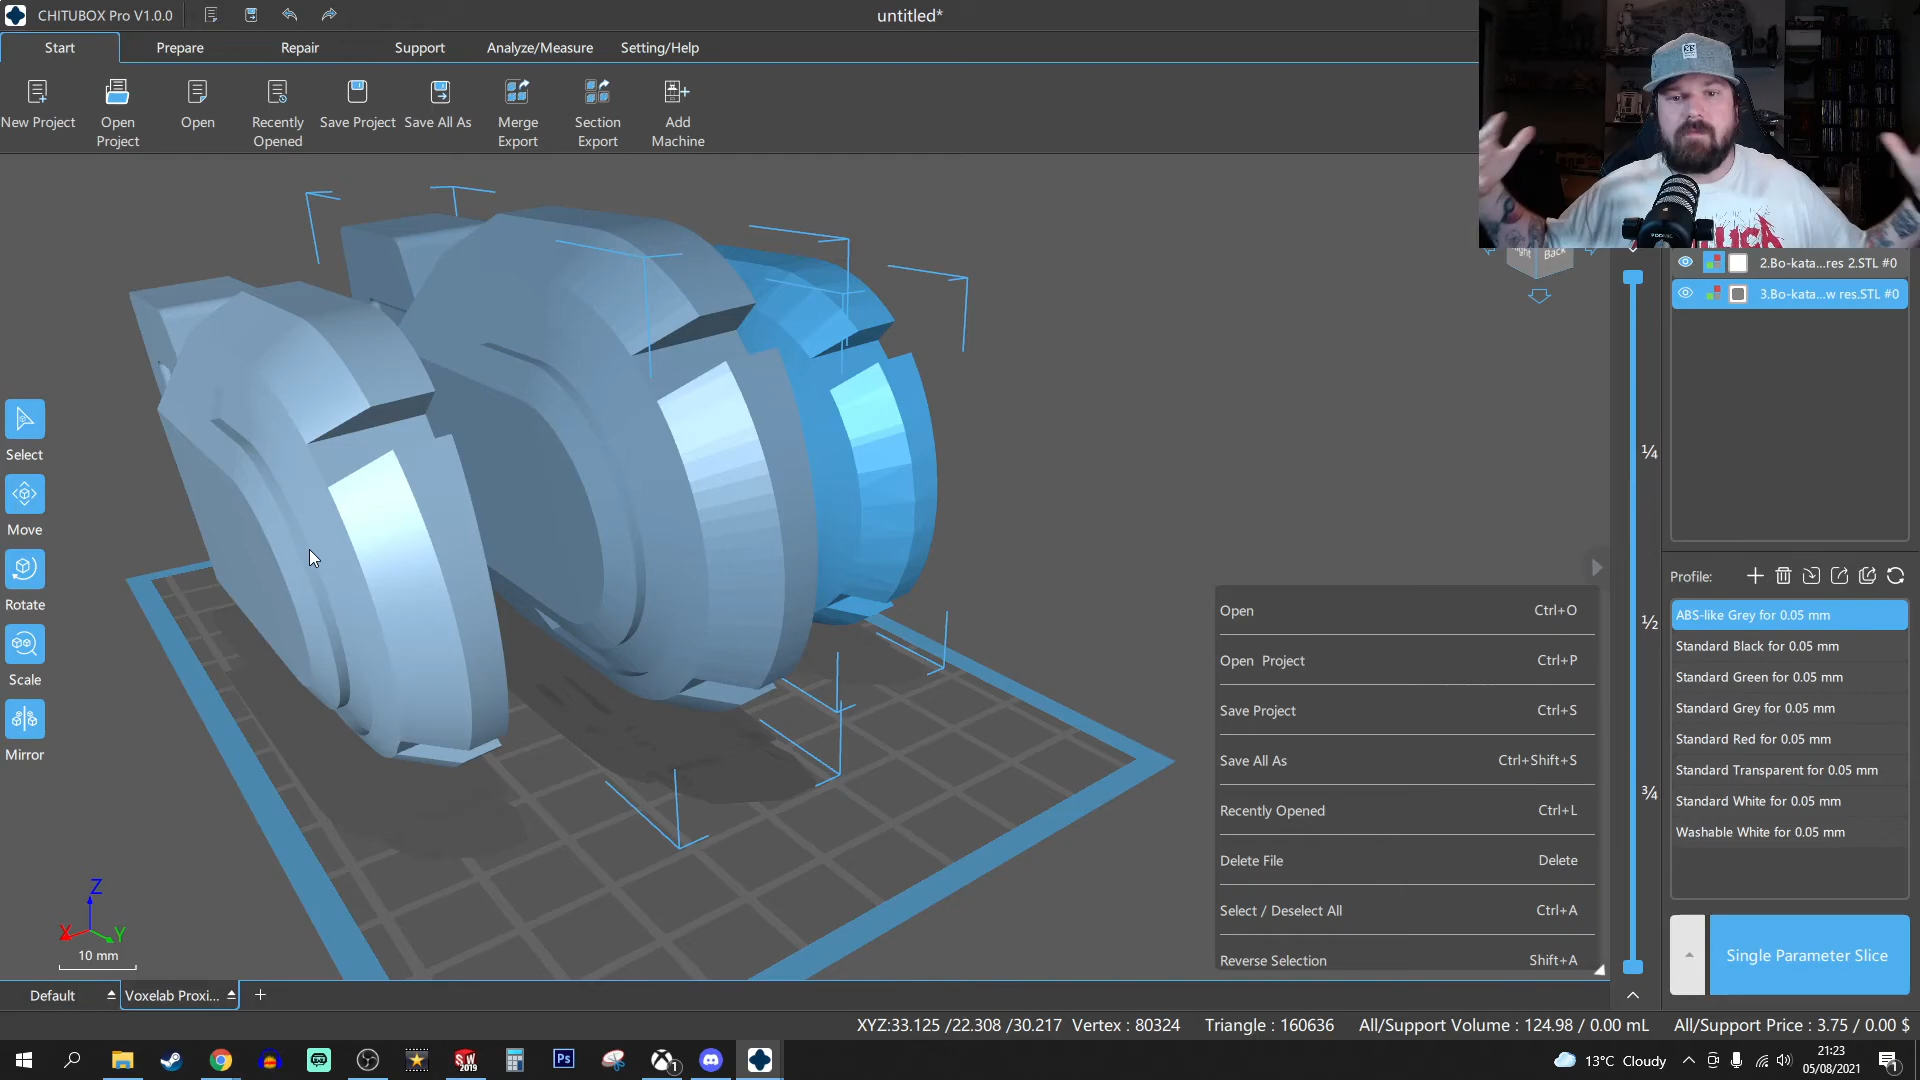 CHITUBOX Pro V1.0.0
untitled*
Start Prepare Repair Support Analyze/Measure Setting/Help
New Project
Open Project
Open
Recently Opened
Save Project
Save All As
Merge Export
Section Export
Add Machine
Back
2.Bo-kata...res 2.STL #0
3.Bo-kata...w res.STL #0
Select
Move
Rotate
Scale
Mirror
¼
½
¾
Open Ctrl+O
Open Project Ctrl+P
Save Project Ctrl+S
Save All As Ctrl+Shift+S
Recently Opened Ctrl+L
Delete File Delete
Select / Deselect All Ctrl+A
Reverse Selection Shift+A
Profile:
ABS-like Grey for 0.05 mm
Standard Black for 0.05 mm
Standard Green for 0.05 mm
Standard Grey for 0.05 mm
Standard Red for 0.05 mm
Standard Transparent for 0.05 mm
Standard White for 0.05 mm
Washable White for 0.05 mm
Single Parameter Slice
Z
X Y
10 mm
Default Voxelab Proxi...
XYZ:33.125 /22.308 /30.217 Vertex : 80324 Triangle : 160636 All/Support Volume : 124.98 / 0.00 mL All/Support Price : 3.75 / 0.00 $
SW
2019
Ps
1
13°C Cloudy
21:23
05/08/2021
1